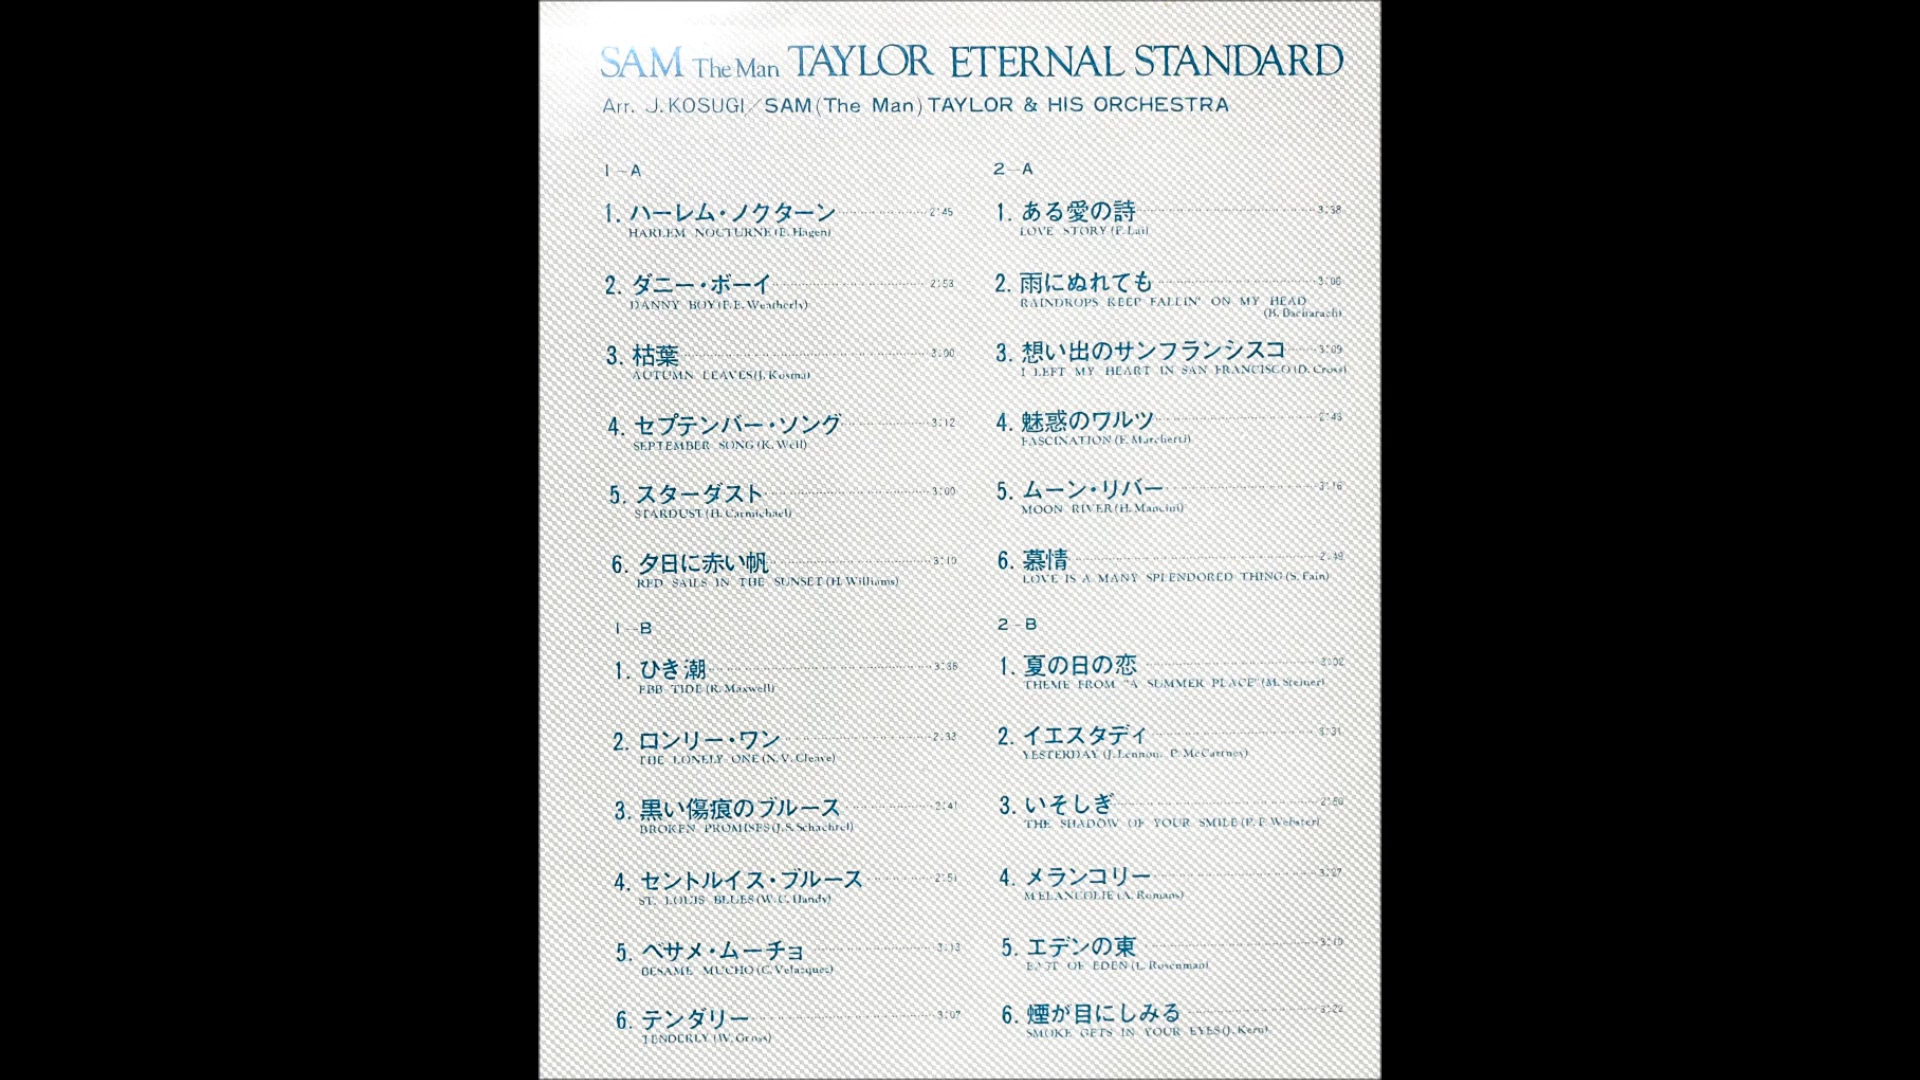 SAM The Man TAYLOR ETERNAL STANDARD
Arr. J. KOSUGI／SAM (The Man) TAYLOR & HIS ORCHESTRA
1-A
1. ハーレム・ノクターン 2:45
HARLEM NOCTURNE (E. Hagen)
2. ダニー・ボーイ 2:53
DANNY BOY (F.E. Weatherly)
3. 枯葉 3:00
AUTUMN LEAVES (J. Kosma)
4. セプテンバー・ソング 3:12
SEPTEMBER SONG (K. Well)
5. スターダスト 3:00
STARDUST (H. Carmichael)
6. 夕日に赤い帆 3:10
RED SAILS IN THE SUNSET (H. Williams)
1-B
1. ひき潮 3:36
EBB TIDE (R. Maxwell)
2. ロンリー・ワン 2:33
THE LONELY ONE (N.V. Cleave)
3. 黒い傷痕のブルース 2:41
BROKEN PROMISES (J.S. Schachtel)
4. セントルイス・ブルース 2:51
ST. LOUIS BLUES (W.C. Handy)
5. ベサメ・ムーチョ 3:13
BESAME MUCHO (C. Velazquez)
6. テンダリー 3:07
TENDERLY (W. Gross)
2-A
1. ある愛の詩 3:38
LOVE STORY (F. Lai)
2. 雨にぬれても 3:06
RAINDROPS KEEP FALLIN' ON MY HEAD
(B. Bacharach)
3. 想い出のサンフランシスコ 3:09
I LEFT MY HEART IN SAN FRANCISCO (D. Cross)
4. 魅惑のワルツ 2:43
FASCINATION (F. Marcherti)
5. ムーン・リバー 3:16
MOON RIVER (H. Mancini)
6. 慕情 2:49
LOVE IS A MANY SPLENDORED THING (S. Fain)
2-B
1. 夏の日の恋 3:02
THEME FROM "A SUMMER PLACE" (M. Steiner)
2. イエスタディ 3:31
YESTERDAY (J. Lennon, P. McCartney)
3. いそしぎ 2:50
THE SHADOW OF YOUR SMILE (P.F. Webster)
4. メランコリー 3:27
MELANCOLIE (A. Romans)
5. エデンの東 3:10
EAST OF EDEN (L. Rosenman)
6. 煙が目にしみる 3:22
SMOKE GETS IN YOUR EYES (J. Kern)